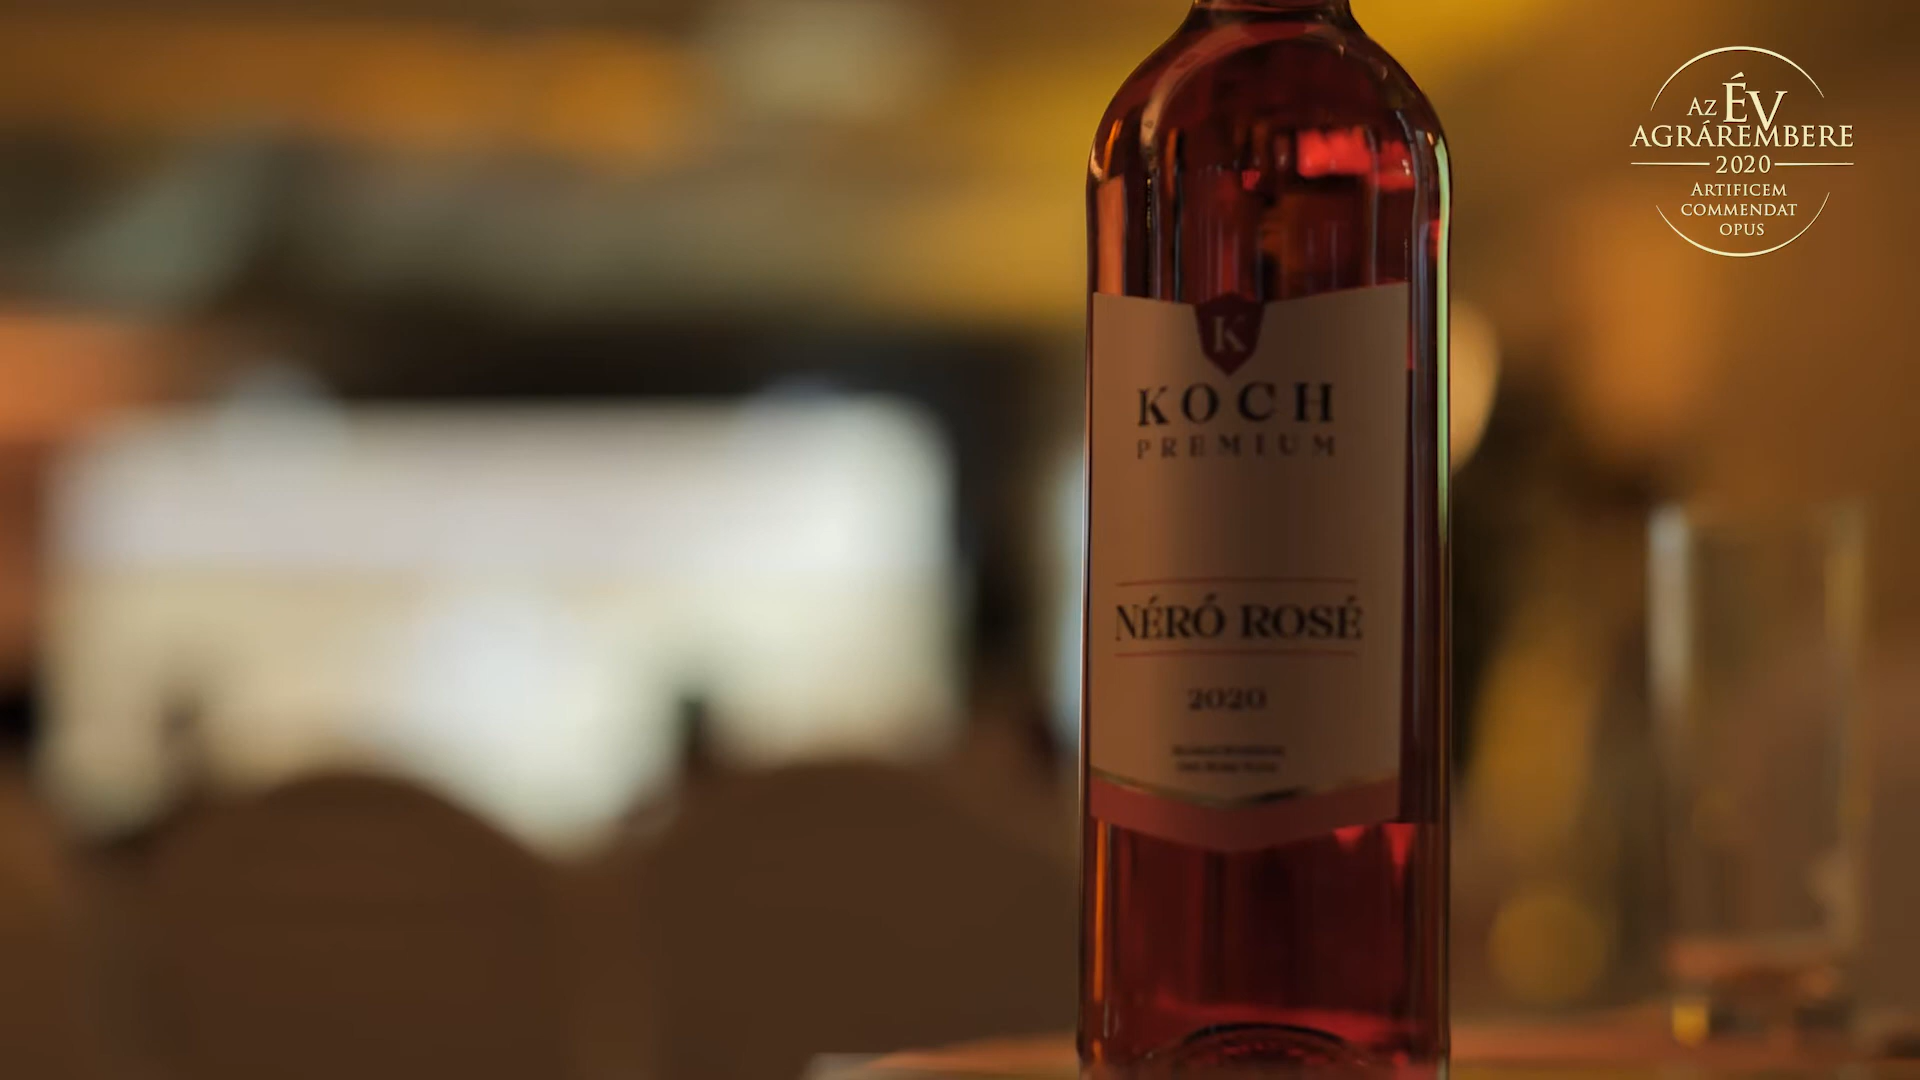 K
KOCH
PREMIUM
NÉRÓ ROSÉ
2020
AZ ÉV
AGRÁREMBERE
2020
ARTIFICEM
COMMENDAT
OPUS